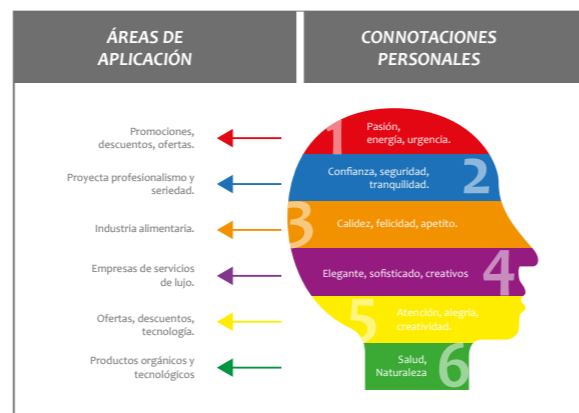 ÁREAS DE
APLICACIÓN
CONNOTACIONES
PERSONALES
Promociones,
descuentos, ofertas.
1
Pasión,
energía, urgencia.
Proyecta profesionalismo y
seriedad.
Confianza, seguridad,
tranquilidad.
2
Industria alimentaria.
3
Calidez, felicidad, apetito.
Empresas de servicios
de lujo.
Elegante, sofisticado, creativos
4
Ofertas, descuentos,
tecnología.
5
Atención, alegría,
creatividad.
Productos orgánicos y
tecnológicos
Salud,
Naturaleza
6